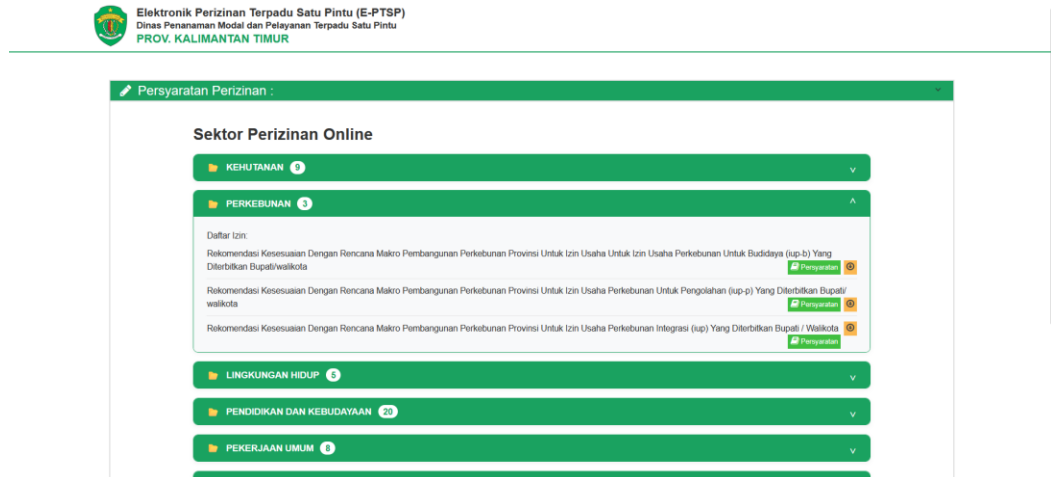 Elektronik Perizinan Terpadu Satu Pintu (E-PTSP)
Dinas Penanaman Modal dan Pelayanan Terpadu Satu Pintu
PROV. KALIMANTAN TIMUR
Persyaratan Perizinan :
Sektor Perizinan Online
KEHUTANAN 9
PERKEBUNAN 3
Daftar Izin:
Rekomendasi Kesesuaian Dengan Rencana Makro Pembangunan Perkebunan Provinsi Untuk Izin Usaha Untuk Izin Usaha Perkebunan Untuk Budidaya (iup-b) Yang
Diterbitkan Bupati/walikota
Persyaratan
Rekomendasi Kesesuaian Dengan Rencana Makro Pembangunan Perkebunan Provinsi Untuk Izin Usaha Perkebunan Untuk Pengolahan (iup-p) Yang Diterbitkan Bupati/
walikota
Persyaratan
Rekomendasi Kesesuaian Dengan Rencana Makro Pembangunan Perkebunan Provinsi Untuk Izin Usaha Perkebunan Integrasi (iup) Yang Diterbitkan Bupati / Walikota
Persyaratan
LINGKUNGAN HIDUP 5
PENDIDIKAN DAN KEBUDAYAAN 20
PEKERJAAN UMUM 8